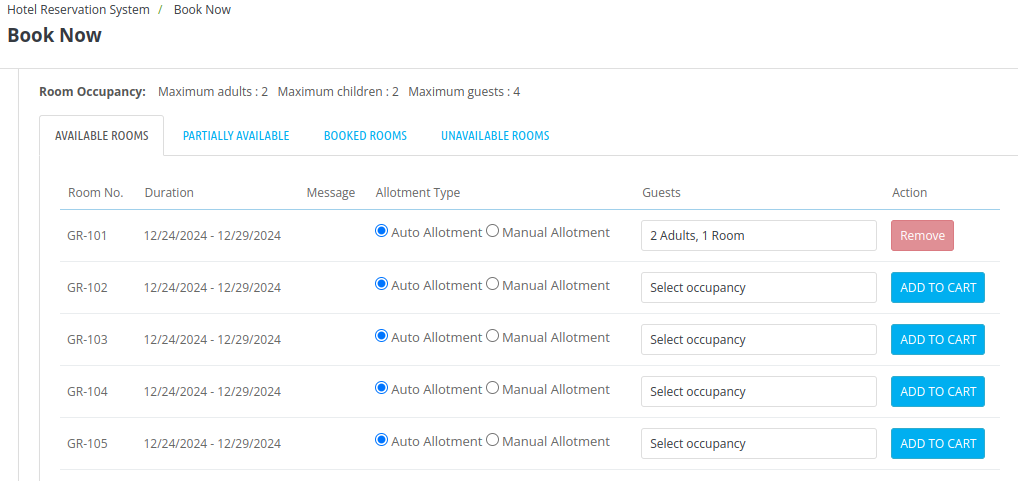 Hotel Reservation System / Book Now
Book Now
Room Occupancy: Maximum adults : 2 Maximum children : 2 Maximum guests : 4
AVAILABLE ROOMS PARTIALLY AVAILABLE BOOKED ROOMS UNAVAILABLE ROOMS
Room No. Duration Message Allotment Type Guests Action
GR-101 12/24/2024 - 12/29/2024 Auto Allotment Manual Allotment 2 Adults, 1 Room Remove
GR-102 12/24/2024 - 12/29/2024 Auto Allotment Manual Allotment Select occupancy ADD TO CART
GR-103 12/24/2024 - 12/29/2024 Auto Allotment Manual Allotment Select occupancy ADD TO CART
GR-104 12/24/2024 - 12/29/2024 Auto Allotment Manual Allotment Select occupancy ADD TO CART
GR-105 12/24/2024 - 12/29/2024 Auto Allotment Manual Allotment Select occupancy ADD TO CART